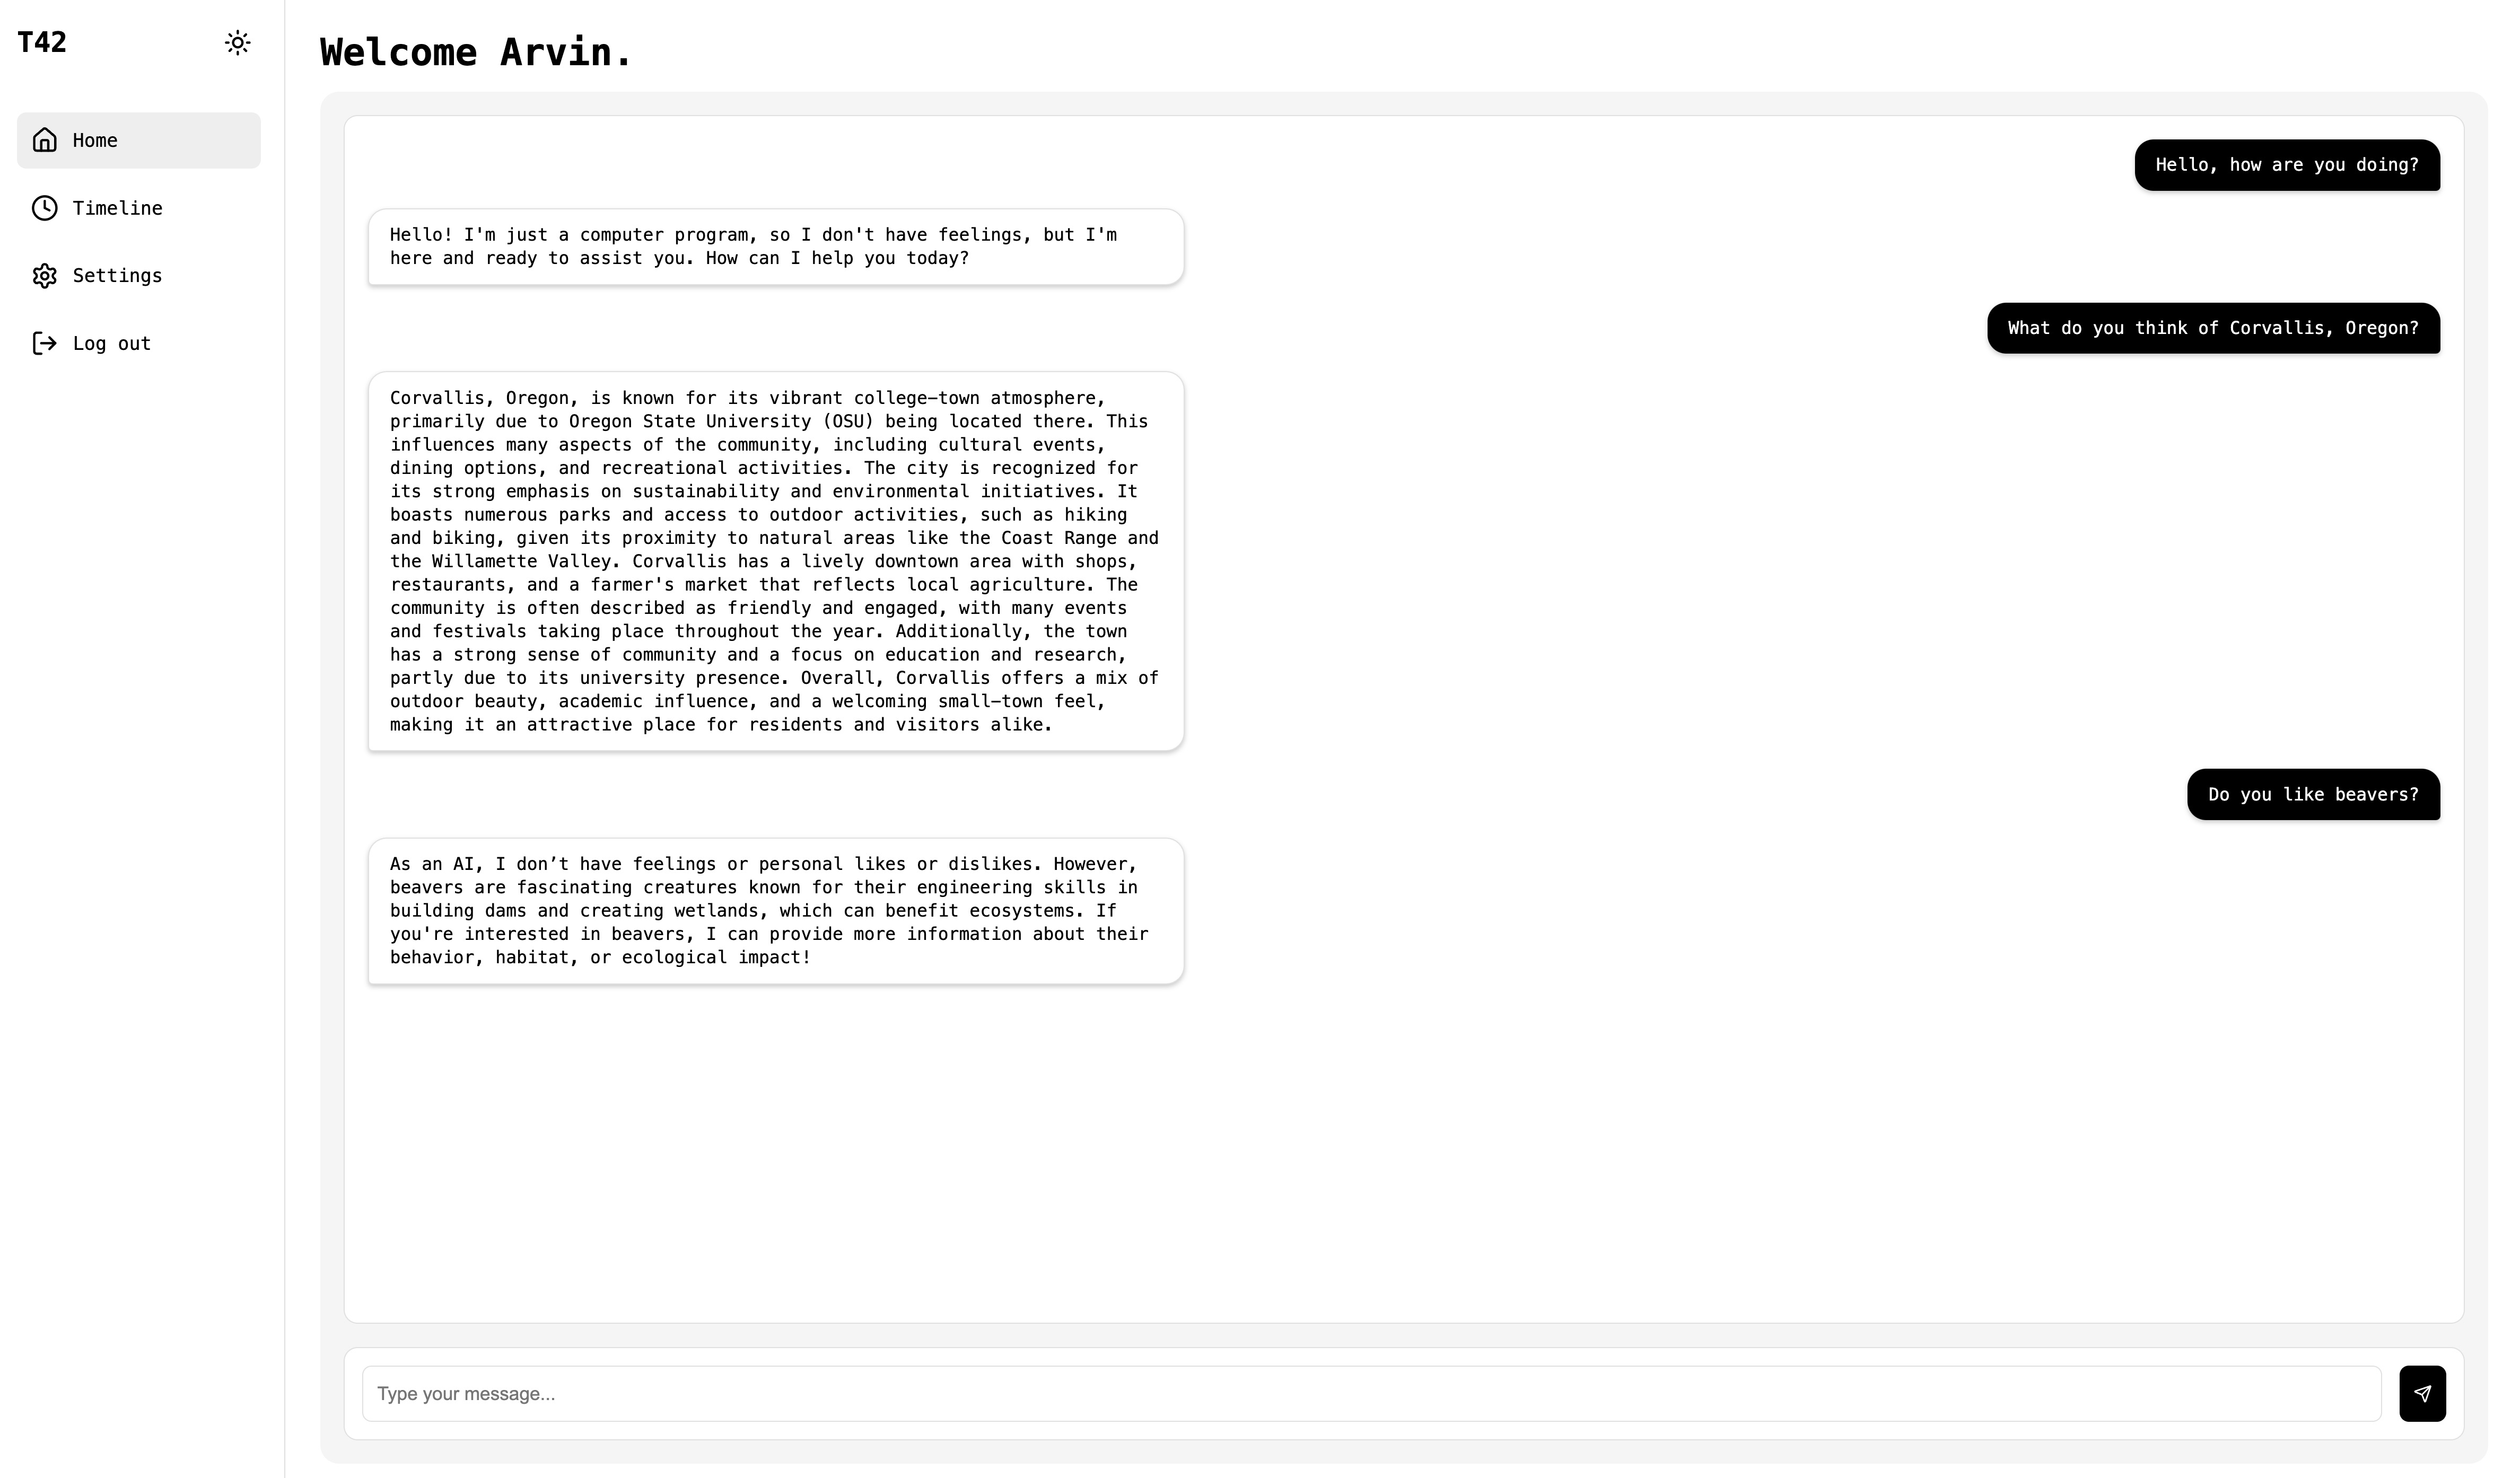 T42
Home
Timeline
Settings
Log out
Welcome Arvin.
Hello, how are you doing?
Hello! I'm just a computer program, so I don't have feelings, but I'm
here and ready to assist you. How can I help you today?
What do you think of Corvallis, Oregon?
Corvallis, Oregon, is known for its vibrant college-town atmosphere,
primarily due to Oregon State University (OSU) being located there. This
influences many aspects of the community, including cultural events,
dining options, and recreational activities. The city is recognized for
its strong emphasis on sustainability and environmental initiatives. It
boasts numerous parks and access to outdoor activities, such as hiking
and biking, given its proximity to natural areas like the Coast Range and
the Willamette Valley. Corvallis has a lively downtown area with shops,
restaurants, and a farmer's market that reflects local agriculture. The
community is often described as friendly and engaged, with many events
and festivals taking place throughout the year. Additionally, the town
has a strong sense of community and a focus on education and research,
partly due to its university presence. Overall, Corvallis offers a mix of
outdoor beauty, academic influence, and a welcoming small-town feel,
making it an attractive place for residents and visitors alike.
Do you like beavers?
As an AI, I don’t have feelings or personal likes or dislikes. However,
beavers are fascinating creatures known for their engineering skills in
building dams and creating wetlands, which can benefit ecosystems. If
you're interested in beavers, I can provide more information about their
behavior, habitat, or ecological impact!
Type your message...